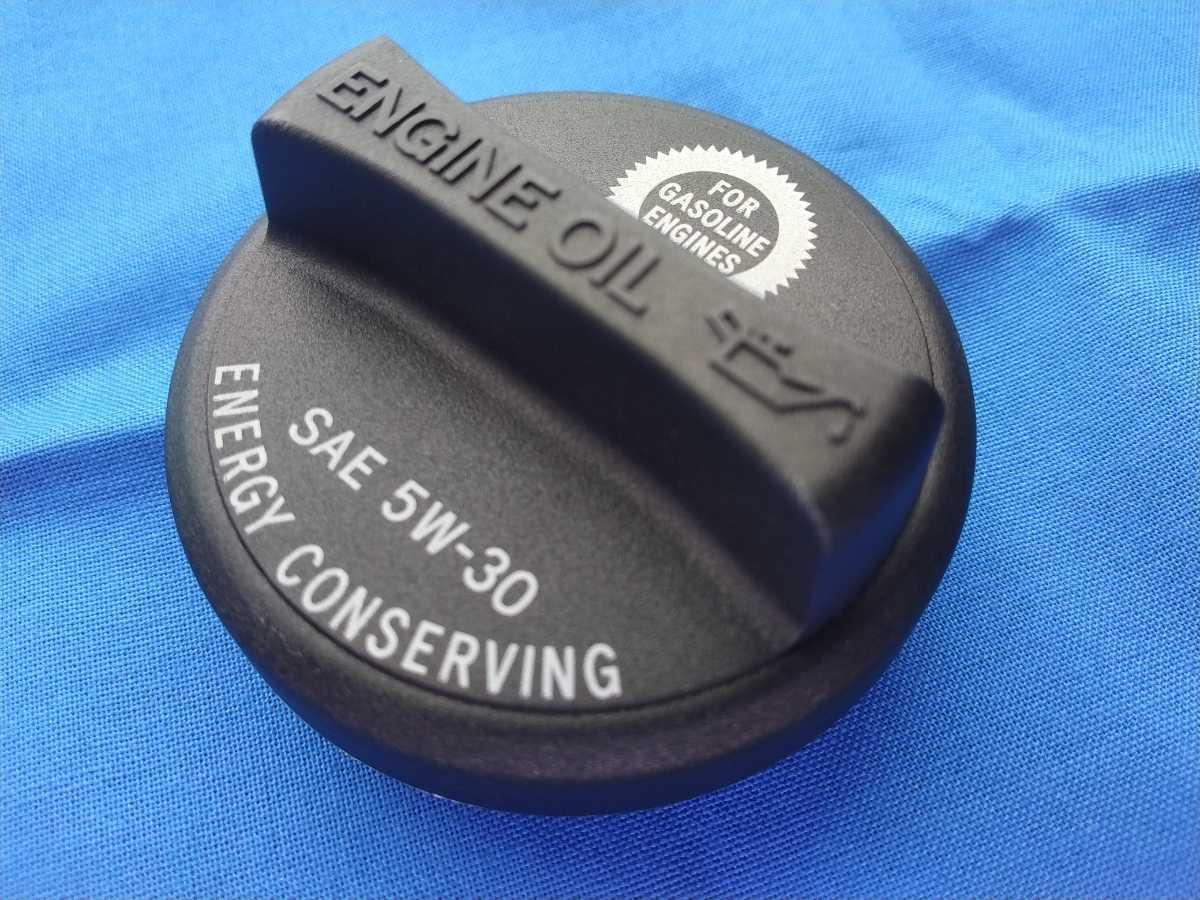 ENGINE OIL
FOR
GASOLINE
ENGINES
SAE 5W-30
ENERGY CONSERVING